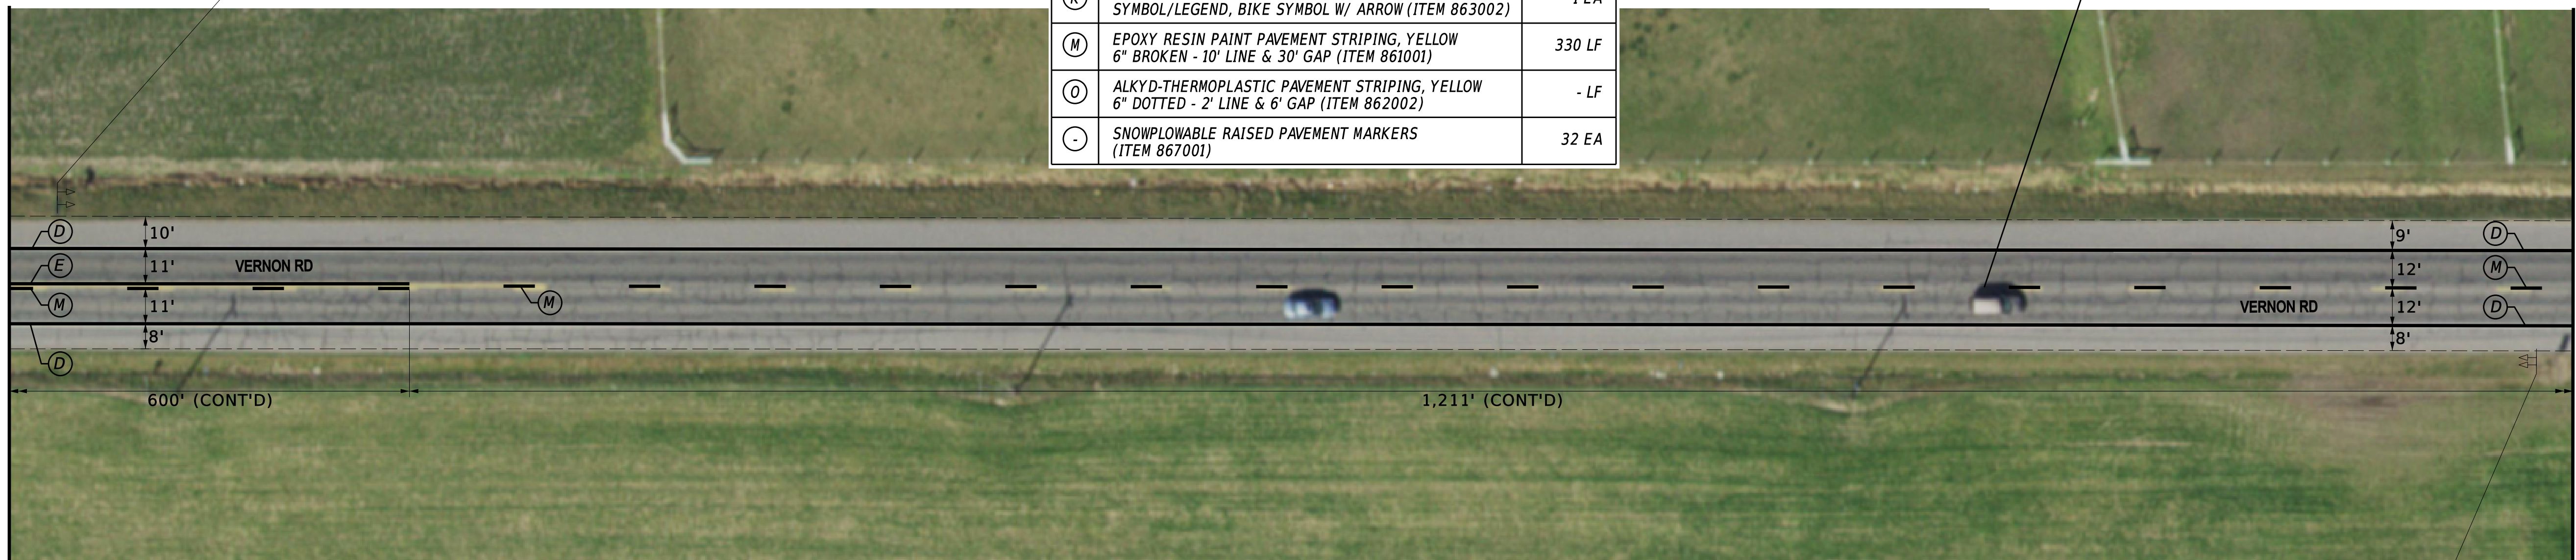 SYMBOL/LEGEND, BIKE SYMBOL W/ ARROW (ITEM 863002)
M EPOXY RESIN PAINT PAVEMENT STRIPING, YELLOW
6" BROKEN - 10' LINE & 30' GAP (ITEM 861001) 330 LF
O ALKYD-THERMOPLASTIC PAVEMENT STRIPING, YELLOW
6" DOTTED - 2' LINE & 6' GAP (ITEM 862002) - LF
- SNOWPLOWABLE RAISED PAVEMENT MARKERS
(ITEM 867001) 32 EA
D 10' 9' D
E 11' VERNON RD 12' M
M 11' M VERNON RD 12' D
8' 8'
D
600' (CONT'D) 1,211' (CONT'D)